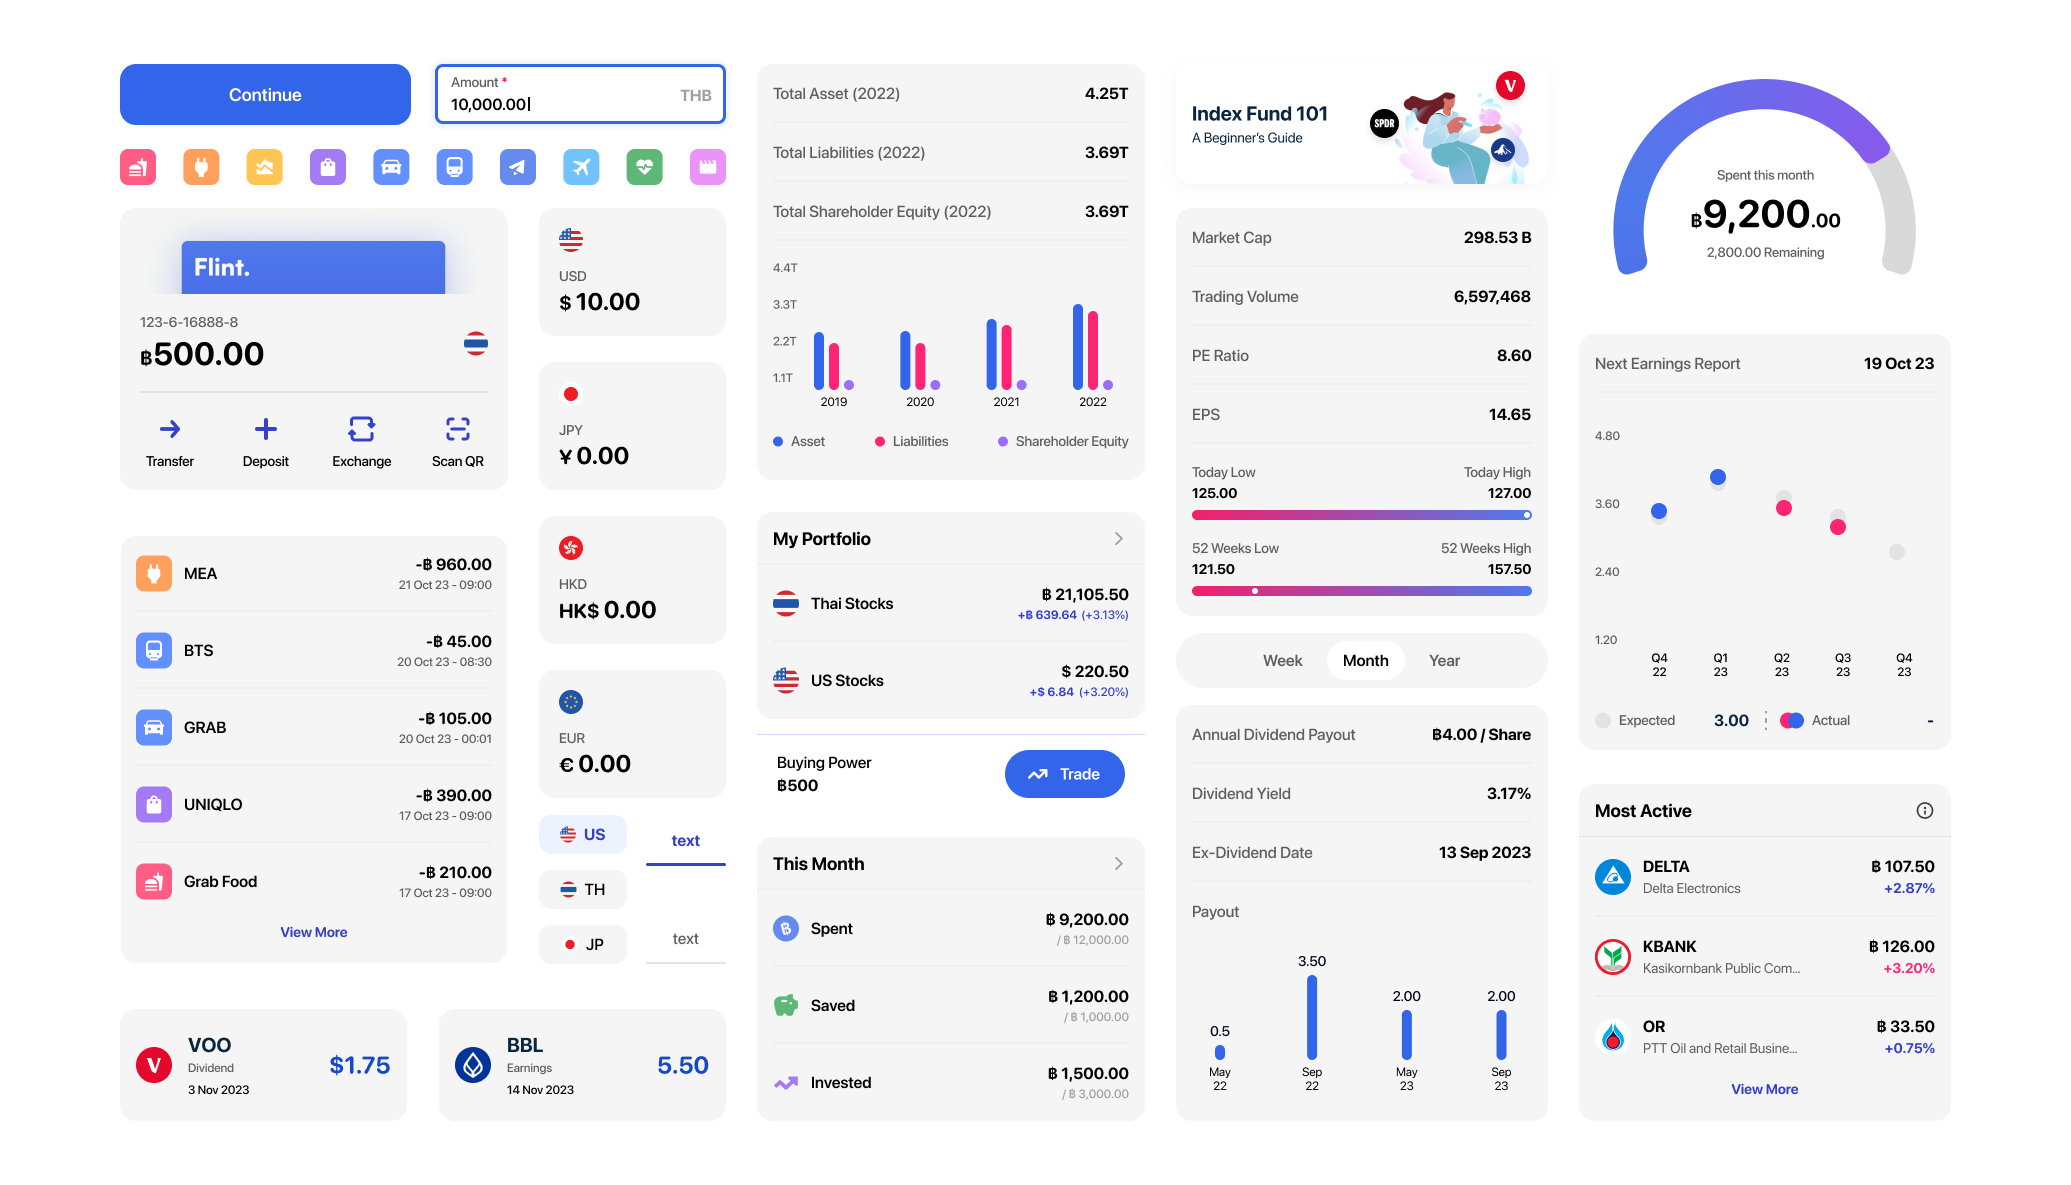 Continue
Amount *
10,000.00
THB
Flint.
123-6-16888-8
฿500.00
Transfer
Deposit
Exchange
Scan QR
MEA
-฿ 960.00
21 Oct 23 - 09:00
BTS
-฿ 45.00
20 Oct 23 - 08:30
GRAB
-฿ 105.00
20 Oct 23 - 00:01
UNIQLO
-฿ 390.00
17 Oct 23 - 09:00
Grab Food
-฿ 210.00
17 Oct 23 - 09:00
View More
USD
$ 10.00
JPY
¥ 0.00
HKD
HK$ 0.00
EUR
€ 0.00
US
TH
JP
text
text
V
VOO
Dividend
3 Nov 2023
$1.75
BBL
Earnings
14 Nov 2023
5.50
Total Asset (2022)
4.25T
Total Liabilities (2022)
3.69T
Total Shareholder Equity (2022)
3.69T
4.4T
3.3T
2.2T
1.1T
2019
2020
2021
2022
Asset
Liabilities
Shareholder Equity
My Portfolio
Thai Stocks
฿ 21,105.50
+฿ 639.64 (+3.13%)
US Stocks
$ 220.50
+$ 6.84 (+3.20%)
Buying Power
฿500
Trade
This Month
฿
Spent
฿ 9,200.00
/ ฿ 12,000.00
Saved
฿ 1,200.00
/ ฿ 1,000.00
Invested
฿ 1,500.00
/ ฿ 3,000.00
Index Fund 101
A Beginner's Guide
SPDR
V
Market Cap
298.53 B
Trading Volume
6,597,468
PE Ratio
8.60
EPS
14.65
Today Low
Today High
125.00
127.00
52 Weeks Low
52 Weeks High
121.50
157.50
Week
Month
Year
Annual Dividend Payout
฿4.00 / Share
Dividend Yield
3.17%
Ex-Dividend Date
13 Sep 2023
Payout
0.5
3.50
2.00
2.00
May
22
Sep
22
May
23
Sep
23
Spent this month
฿9,200.00
2,800.00 Remaining
Next Earnings Report
19 Oct 23
4.80
3.60
2.40
1.20
Q4
22
Q1
23
Q2
23
Q3
23
Q4
23
Expected
3.00
Actual
-
Most Active
DELTA
Delta Electronics
฿ 107.50
+2.87%
KBANK
Kasikornbank Public Com...
฿ 126.00
+3.20%
OR
PTT Oil and Retail Busine...
฿ 33.50
+0.75%
View More